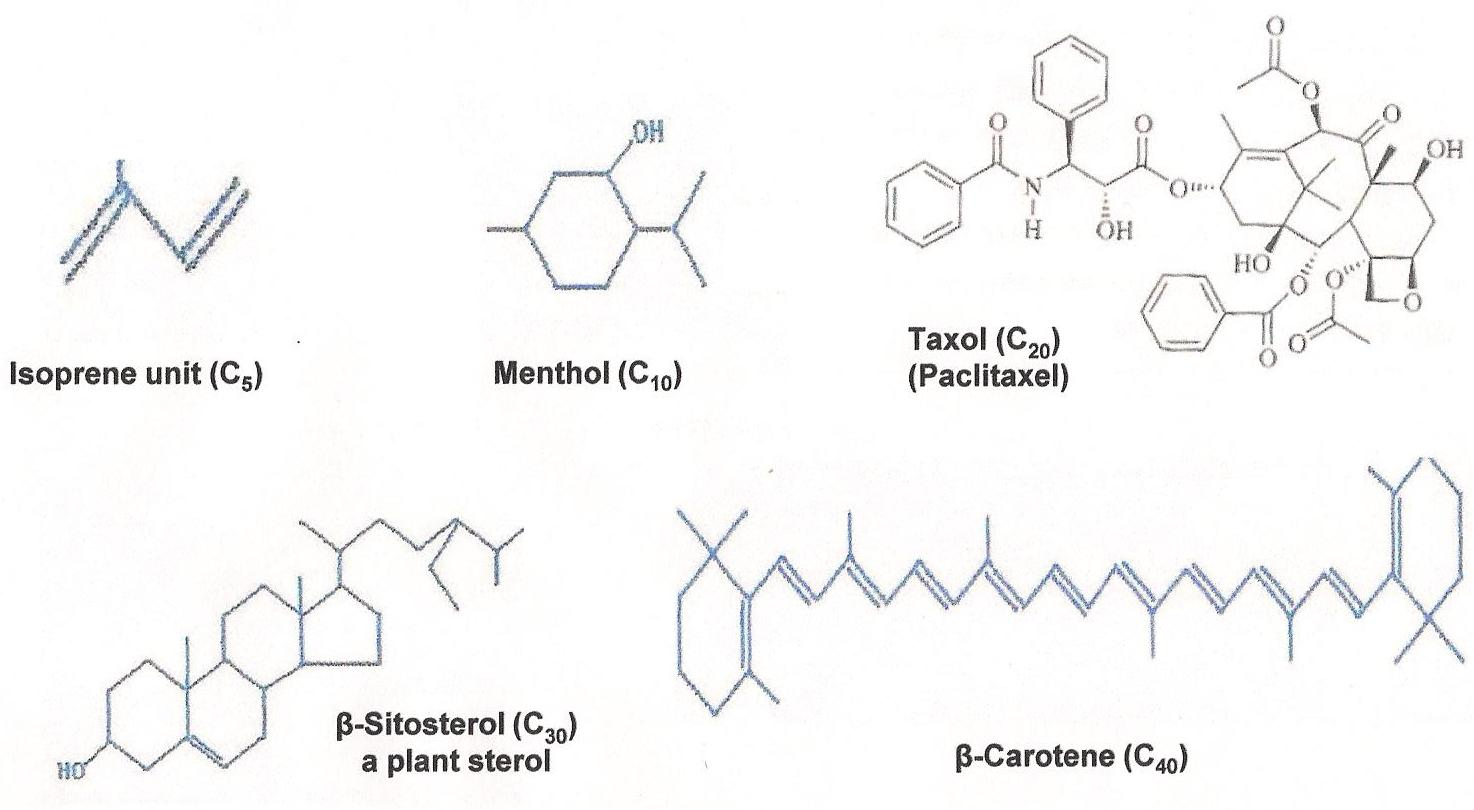 OH
Isoprene unit (C₅)
Menthol (C₁₀)
O
O
O
O
O
OH
N
H
OH
O
HO
O
O
O
O
O
Taxol (C₂₀)
(Paclitaxel)
HO
β-Sitosterol (C₃₀)
a plant sterol
β-Carotene (C₄₀)